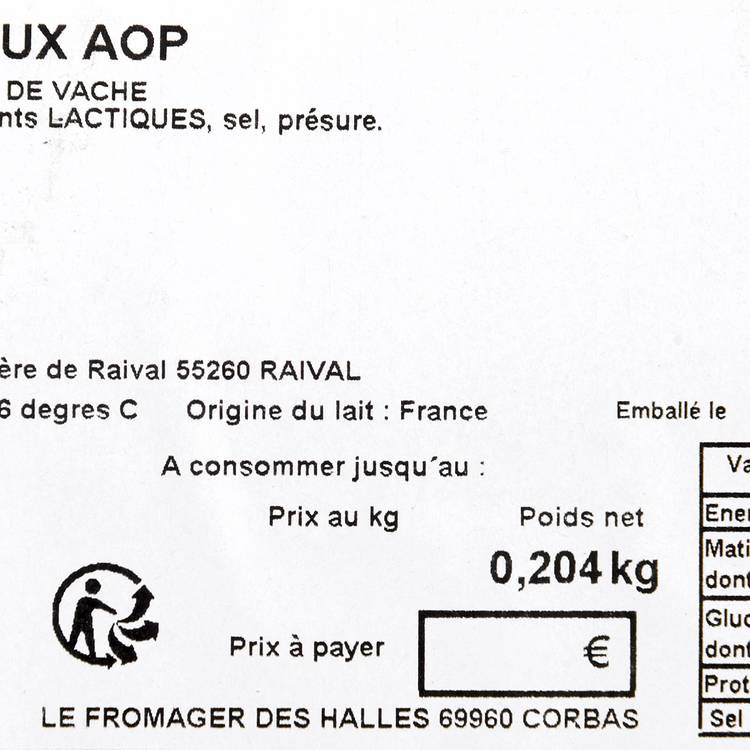 UX AOP
DE VACHE
nts LACTIQUES, sel, présure.
ère de Raival 55260 RAIVAL
6 degres C Origine du lait : France Emballé le
A consommer jusqu'au :
Va
Prix au kg Poids net
Ener
0,204 kg
Mati
dont
Gluc
Prix à payer €
dont
Prot
LE FROMAGER DES HALLES 69960 CORBAS
Sel